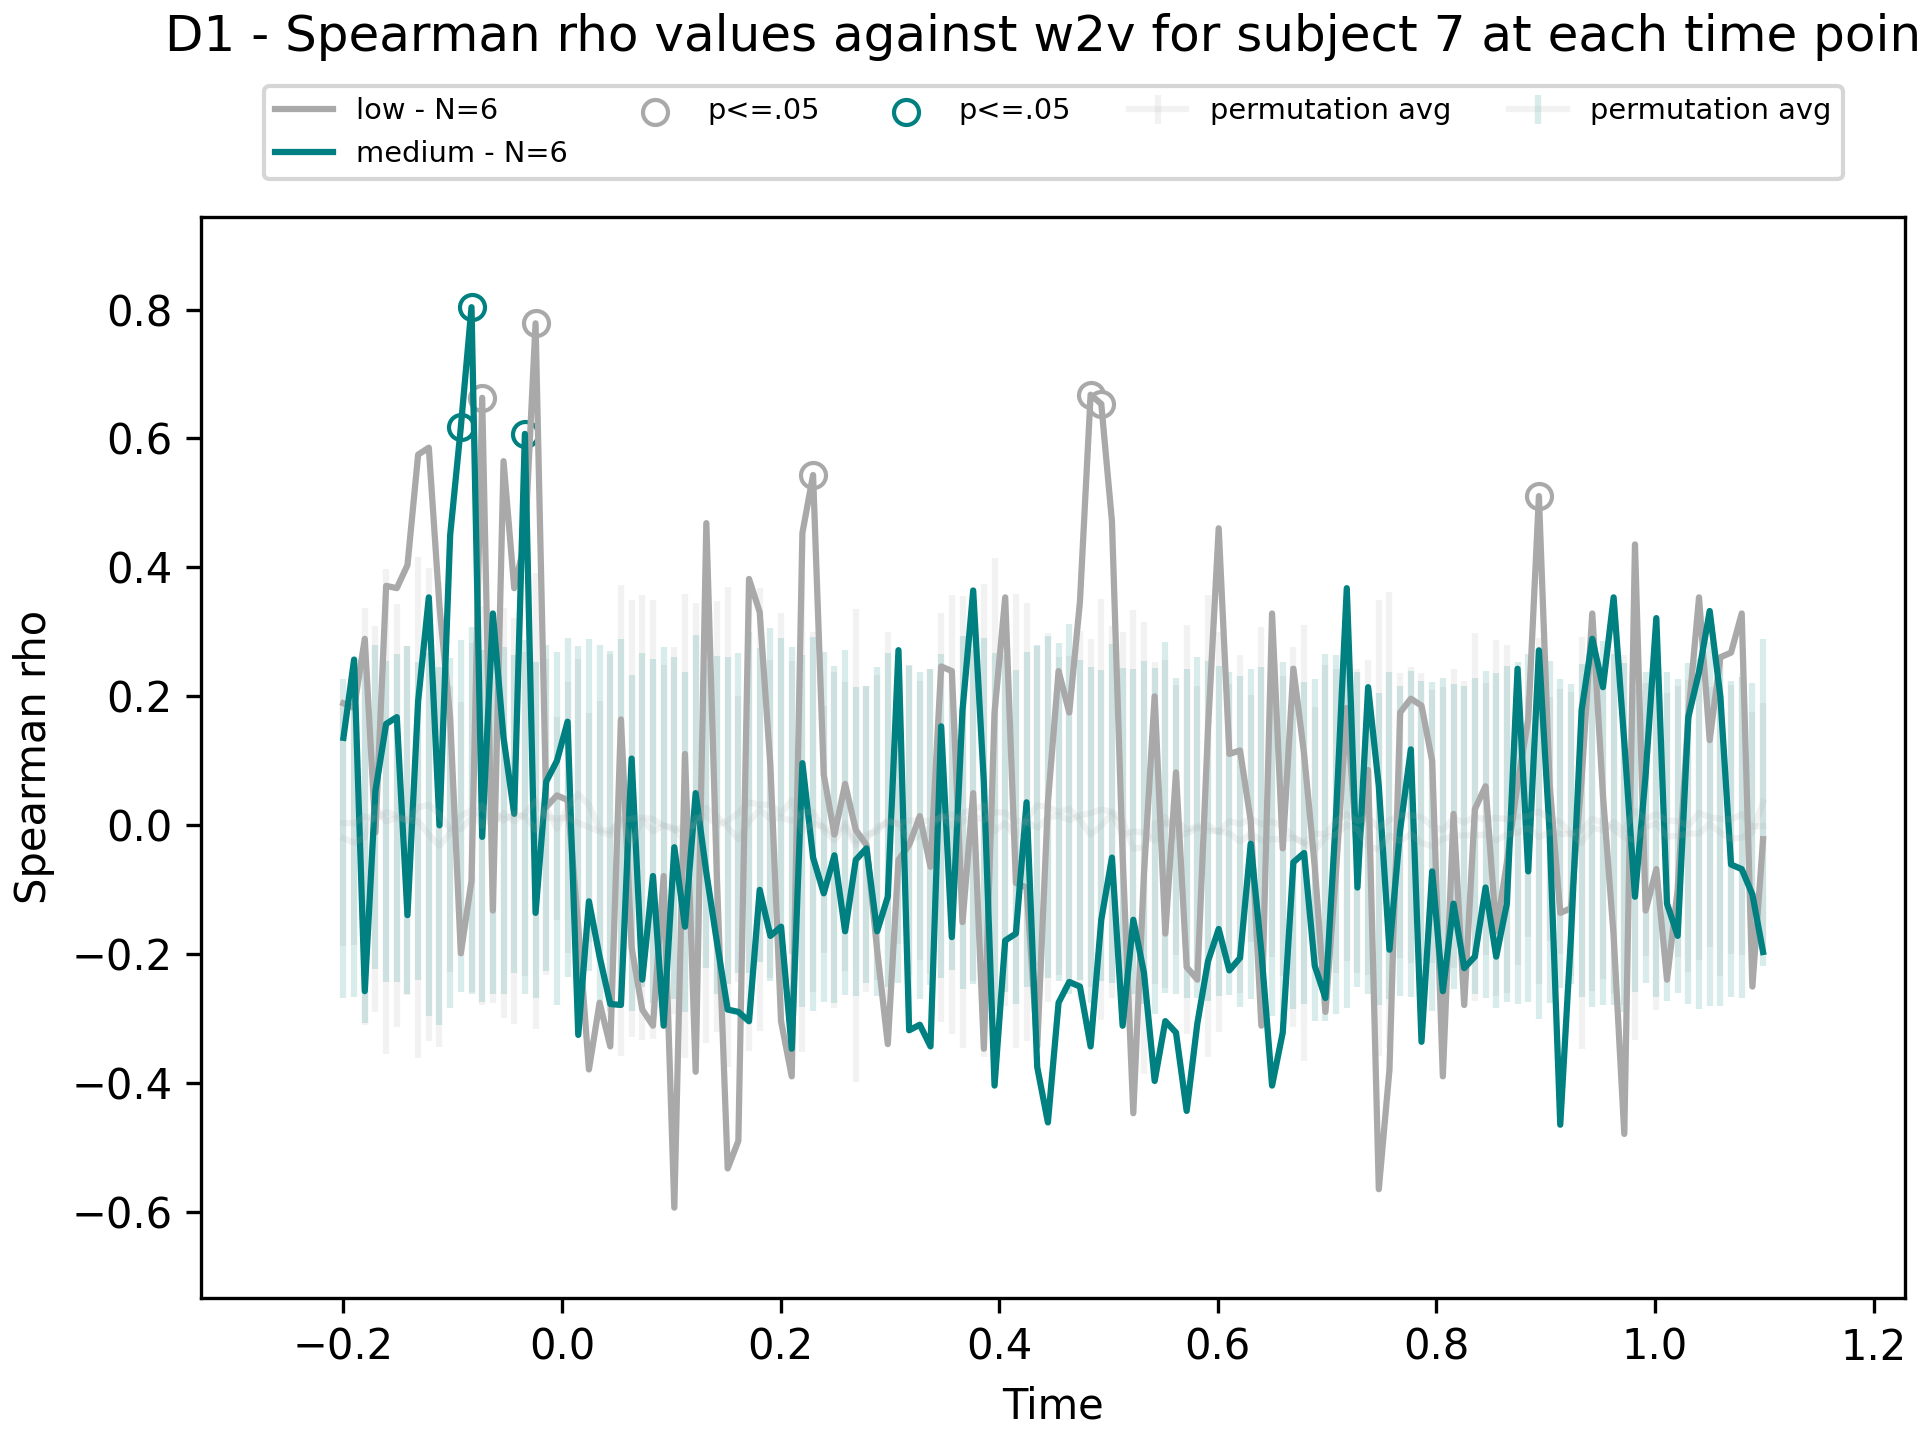 D1 - Spearman rho values against w2v for subject 7 at each time poin
low - N=6
medium - N=6
p<=.05
p<=.05
permutation avg
permutation avg
Spearman rho
0.8
0.6
0.4
0.2
0.0
−0.2
−0.4
−0.6
−0.2 0.0 0.2 0.4 0.6 0.8 1.0 1.2
Time